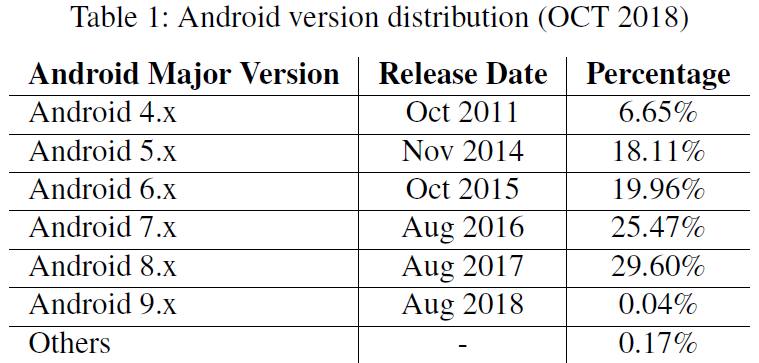 Table 1: Android version distribution (OCT 2018)
Android Major Version Release Date Percentage
Android 4.x Oct 2011 6.65%
Android 5.x Nov 2014 18.11%
Android 6.x Oct 2015 19.96%
Android 7.x Aug 2016 25.47%
Android 8.x Aug 2017 29.60%
Android 9.x Aug 2018 0.04%
Others - 0.17%